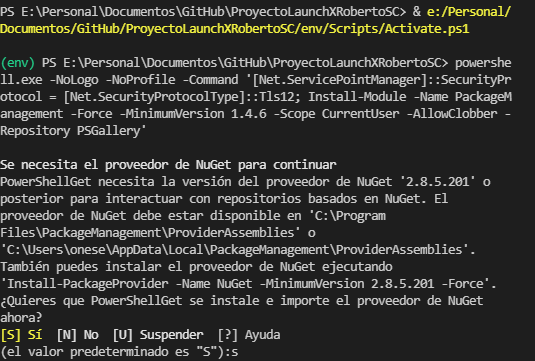 PS E:\Personal\Documentos\GitHub\ProyectoLaunchXRobertoSC> & e:/Personal/
Documentos/GitHub/ProyectoLaunchXRobertoSC/env/Scripts/Activate.ps1
(env) PS E:\Personal\Documentos\GitHub\ProyectoLaunchXRobertoSC> powershe
ll.exe -NoLogo -NoProfile -Command '[Net.ServicePointManager]::SecurityPr
otocol = [Net.SecurityProtocolType]::Tls12; Install-Module -Name PackageM
anagement -Force -MinimumVersion 1.4.6 -Scope CurrentUser -AllowClobber -
Repository PSGallery'
Se necesita el proveedor de NuGet para continuar
PowerShellGet necesita la versión del proveedor de NuGet '2.8.5.201' o
posterior para interactuar con repositorios basados en NuGet. El
proveedor de NuGet debe estar disponible en 'C:\Program
Files\PackageManagement\ProviderAssemblies' o
'C:\Users\onese\AppData\Local\PackageManagement\ProviderAssemblies'.
También puedes instalar el proveedor de NuGet ejecutando
'Install-PackageProvider -Name NuGet -MinimumVersion 2.8.5.201 -Force'.
¿Quieres que PowerShellGet se instale e importe el proveedor de NuGet
ahora?
[S] Sí  [N] No  [U] Suspender  [?] Ayuda
(el valor predeterminado es "S"):s